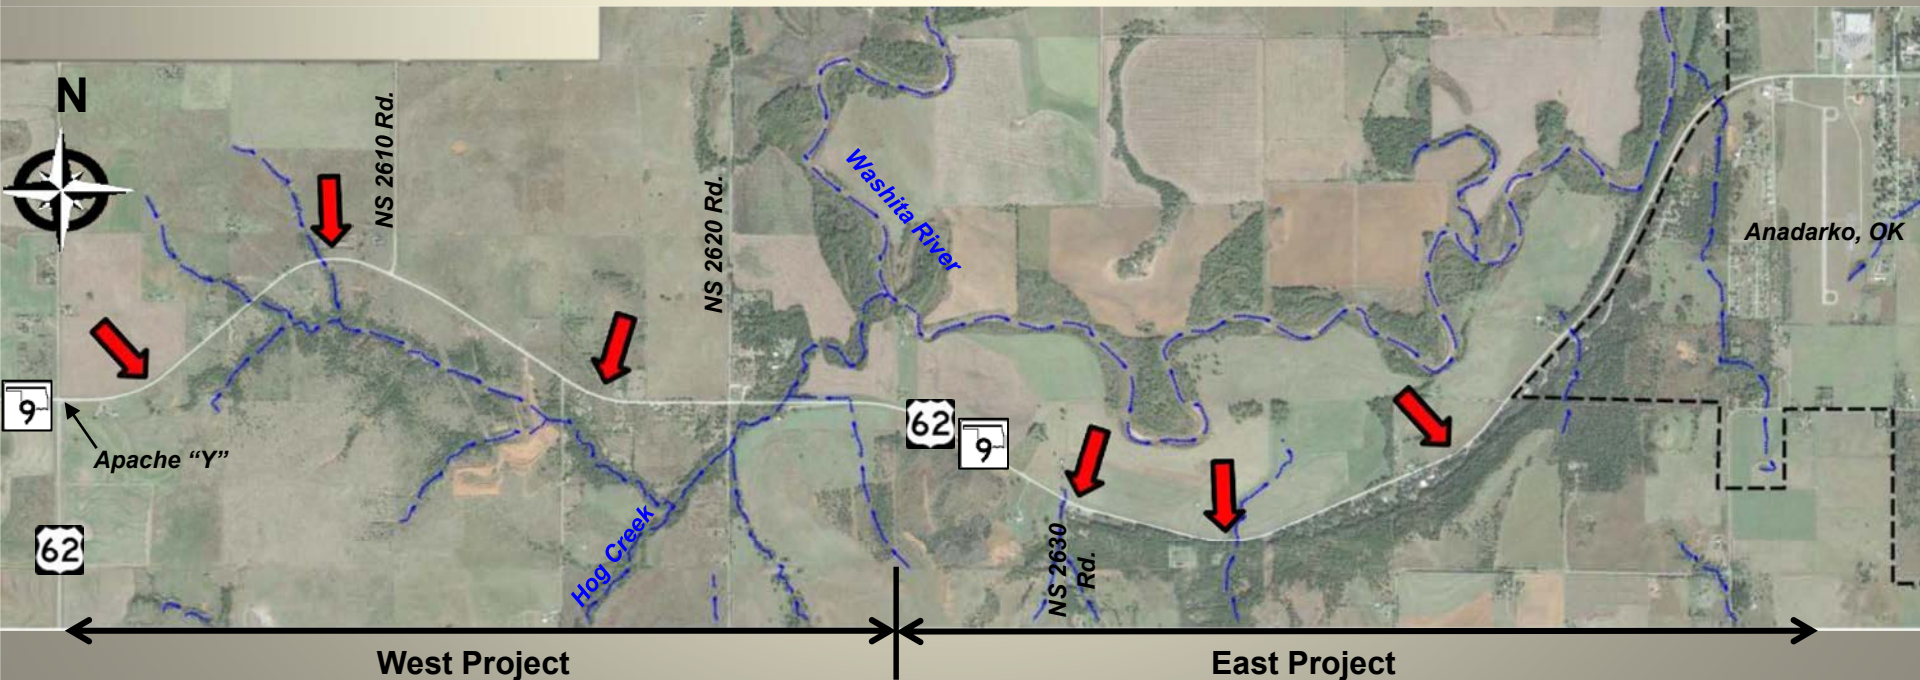 N
NS 2610 Rd.
NS 2620 Rd.
Washita River
Anadarko, OK
9
Apache “Y”
62
62
9
Hog Creek
NS 2630
Rd.
West Project
East Project